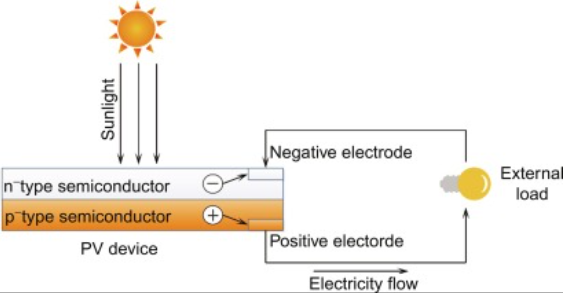 Sunlight
Negative electrode
n-type semiconductor
p-type semiconductor
External
load
Positive electorde
PV device
Electricity flow